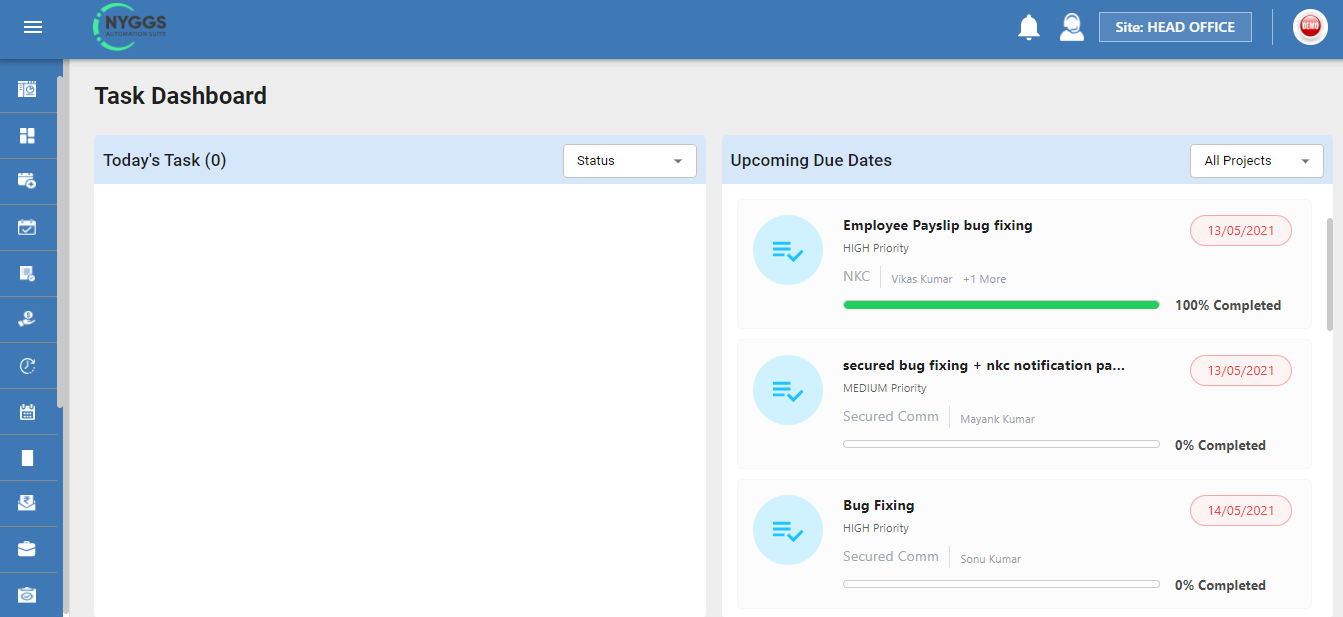 NYGGS
AUTOMATION SUITE
Site: HEAD OFFICE
DEMO
Task Dashboard
Today's Task (0)
Status
Upcoming Due Dates
All Projects
Employee Payslip bug fixing
13/05/2021
HIGH Priority
NKC
Vikas Kumar +1 More
100% Completed
secured bug fixing + nkc notification pa...
13/05/2021
MEDIUM Priority
Secured Comm
Mayank Kumar
0% Completed
Bug Fixing
14/05/2021
HIGH Priority
Secured Comm
Sonu Kumar
0% Completed